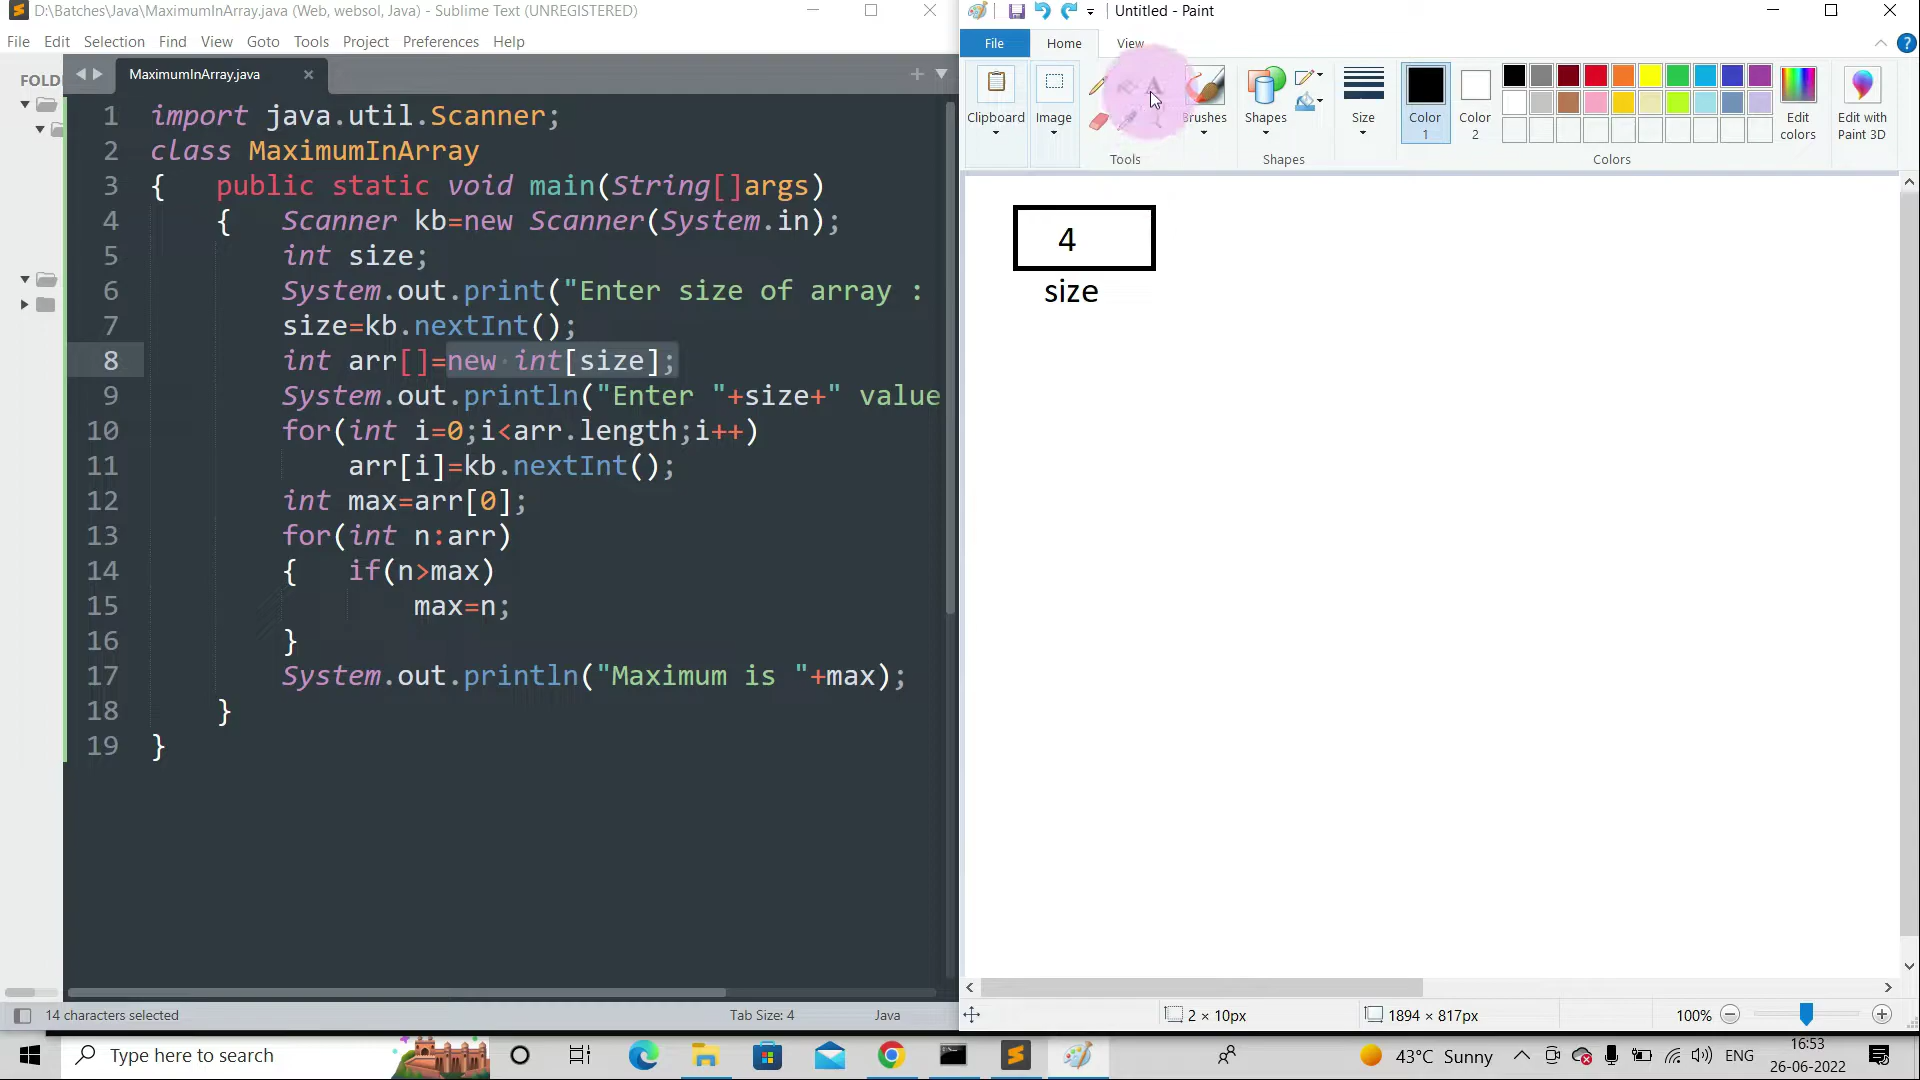 D:\Batches\Java\MaximumInArray.java (Web, websol, Java) - Sublime Text (UNREGISTERED)
File Edit Selection Find View Goto Tools Project Preferences Help
FOLD
MaximumInArray.java
1 import java.util.Scanner;
2 class MaximumInArray
3 { public static void main(String[]args)
4 { Scanner kb=new Scanner(System.in);
5 int size;
6 System.out.print("Enter size of array :
7 size=kb.nextInt();
8 int arr[]=new int[size];
9 System.out.println("Enter "+size+" value
10 for(int i=0;i<arr.length;i++)
11 arr[i]=kb.nextInt();
12 int max=arr[0];
13 for(int n:arr)
14 { if(n>max)
15 max=n;
16 }
17 System.out.println("Maximum is "+max);
18 }
19 }
14 characters selected
Tab Size: 4
Java
Untitled - Paint
File Home View
Clipboard Image Brushes Shapes Size Color 1 Color 2 Edit colors Edit with Paint 3D
Tools Shapes Colors
4
size
2 × 10px
1894 × 817px
100%
Type here to search
43°C Sunny
ENG
16:53
26-06-2022